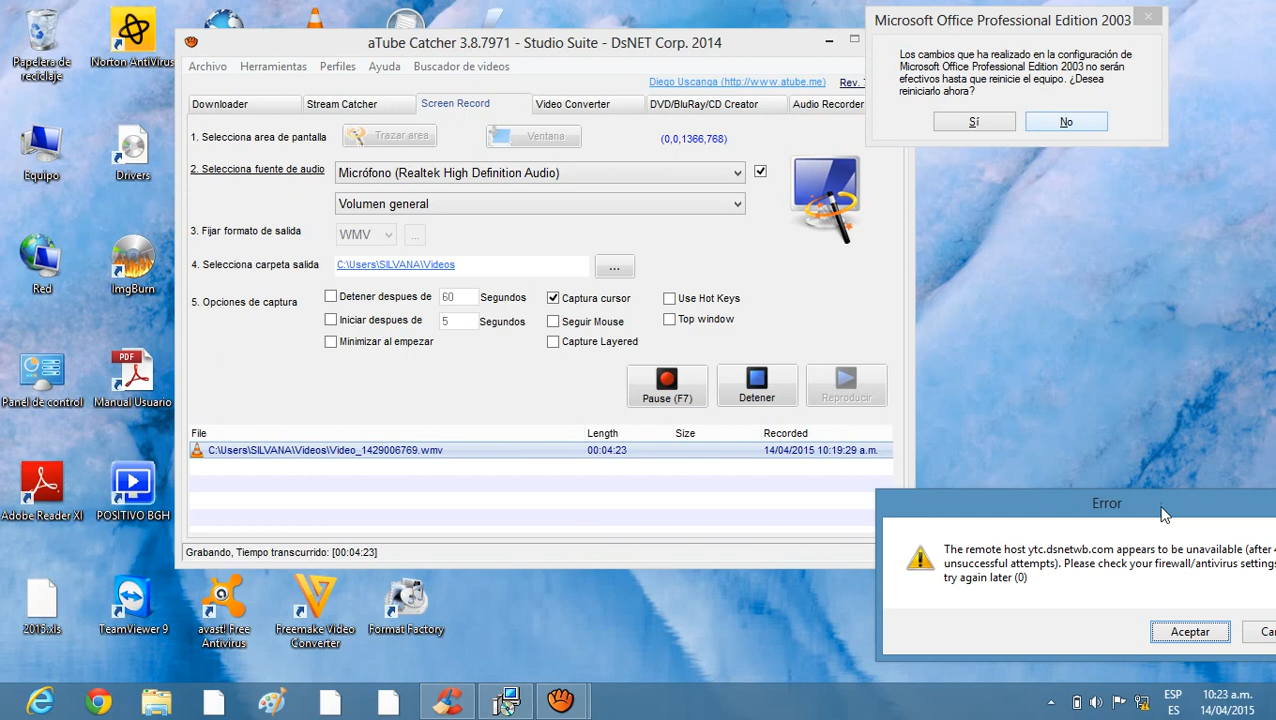 Papelera de
reciclaje
Norton AntiVirus
Equipo
Drivers
Red
ImgBurn
Panel de control
Manual Usuario
Adobe Reader XI
POSITIVO BGH
2013.xls
TeamViewer 9
avast! Free
Antivirus
Freemake Video
Converter
Format Factory
aTube Catcher 3.8.7971 - Studio Suite - DsNET Corp. 2014
Archivo Herramientas Perfiles Ayuda Buscador de videos
Diego Uscanga (http://www.atube.me) Rev.
Downloader Stream Catcher Screen Record Video Converter DVD/BluRay/CD Creator Audio Recorder
1. Selecciona area de pantalla Trazar area Ventana (0,0,1366,768)
2. Selecciona fuente de audio Micrófono (Realtek High Definition Audio)
Volumen general
3. Fijar formato de salida WMV ...
4. Selecciona carpeta salida C:\Users\SILVANA\Videos ...
5. Opciones de captura
Detener despues de 60 Segundos Captura cursor Use Hot Keys
Iniciar despues de 5 Segundos Seguir Mouse Top window
Minimizar al empezar Capture Layered
Pause (F7) Detener Reproducir
File Length Size Recorded
C:\Users\SILVANA\Videos\Video_1429006769.wmv 00:04:23 14/04/2015 10:19:29 a.m.
Grabando, Tiempo transcurrido: [00:04:23]
Microsoft Office Professional Edition 2003
Los cambios que ha realizado en la configuración de
Microsoft Office Professional Edition 2003 no serán
efectivos hasta que reinicie el equipo. ¿Desea
reiniciarlo ahora?
Sí No
Error
The remote host ytc.dsnetwb.com appears to be unavailable (after 4
unsuccessful attempts). Please check your firewall/antivirus settings
try again later (0)
Aceptar
ESP
ES
10:23 a.m.
14/04/2015